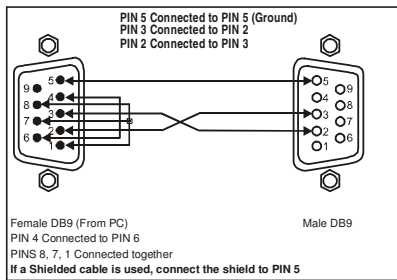 PIN 5 Connected to PIN 5 (Ground)
PIN 3 Connected to PIN 2
PIN 2 Connected to PIN 3
5
9
4
8
3
7
2
6
1
5
9
4
8
3
7
2
6
1
Female DB9 (From PC)
Male DB9
PIN 4 Connected to PIN 6
PINS 8, 7, 1 Connected together
If a Shielded cable is used, connect the shield to PIN 5